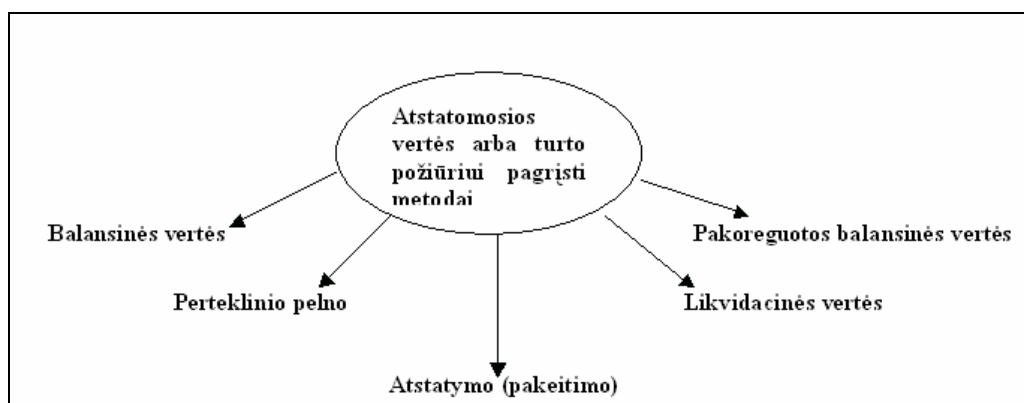 Atstatomosios
vertės arba turto
požiūriui pagrįsti
metodai
Balansinės vertės
Pakoreguotos balansinės vertės
Perteklinio pelno
Likvidacinės vertės
Atstatymo (pakeitimo)